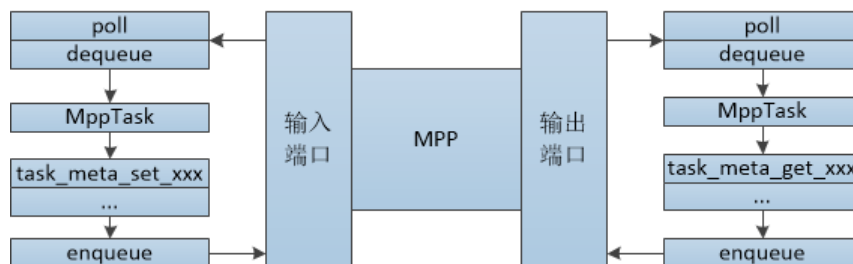 poll
dequeue
MppTask
task_meta_set_xxx
...
enqueue
输入
端口
MPP
输出
端口
poll
dequeue
MppTask
task_meta_get_xxx
...
enqueue